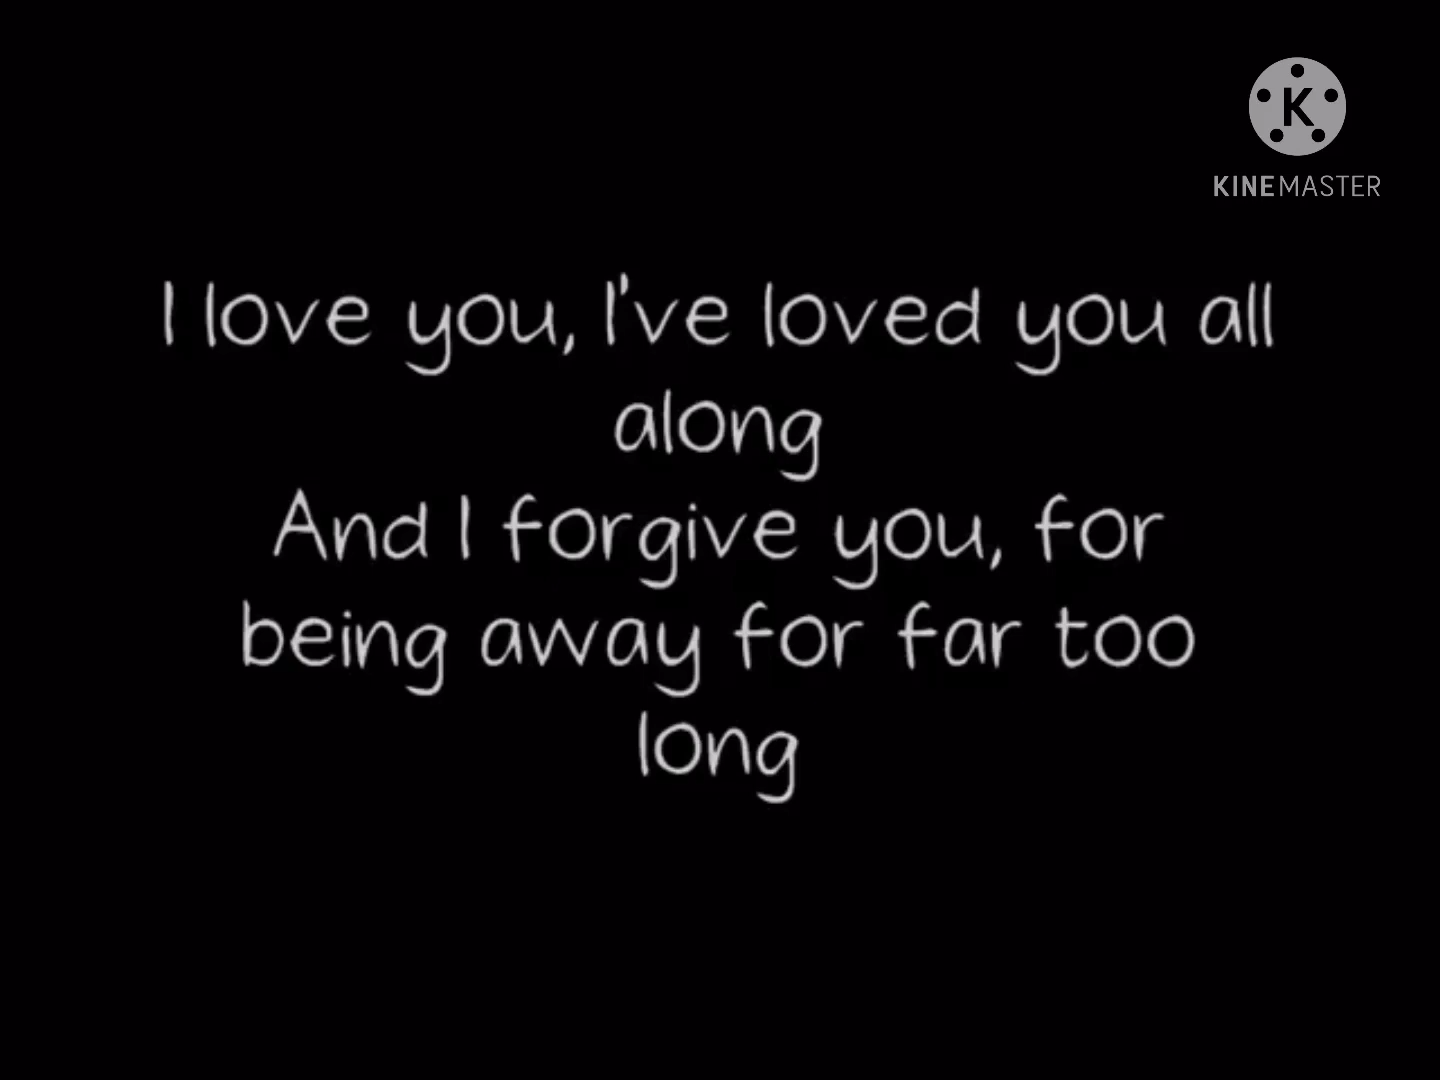 K
KINEMASTER
I love you, I've loved you all
along
And I forgive you, for
being away for far too
long